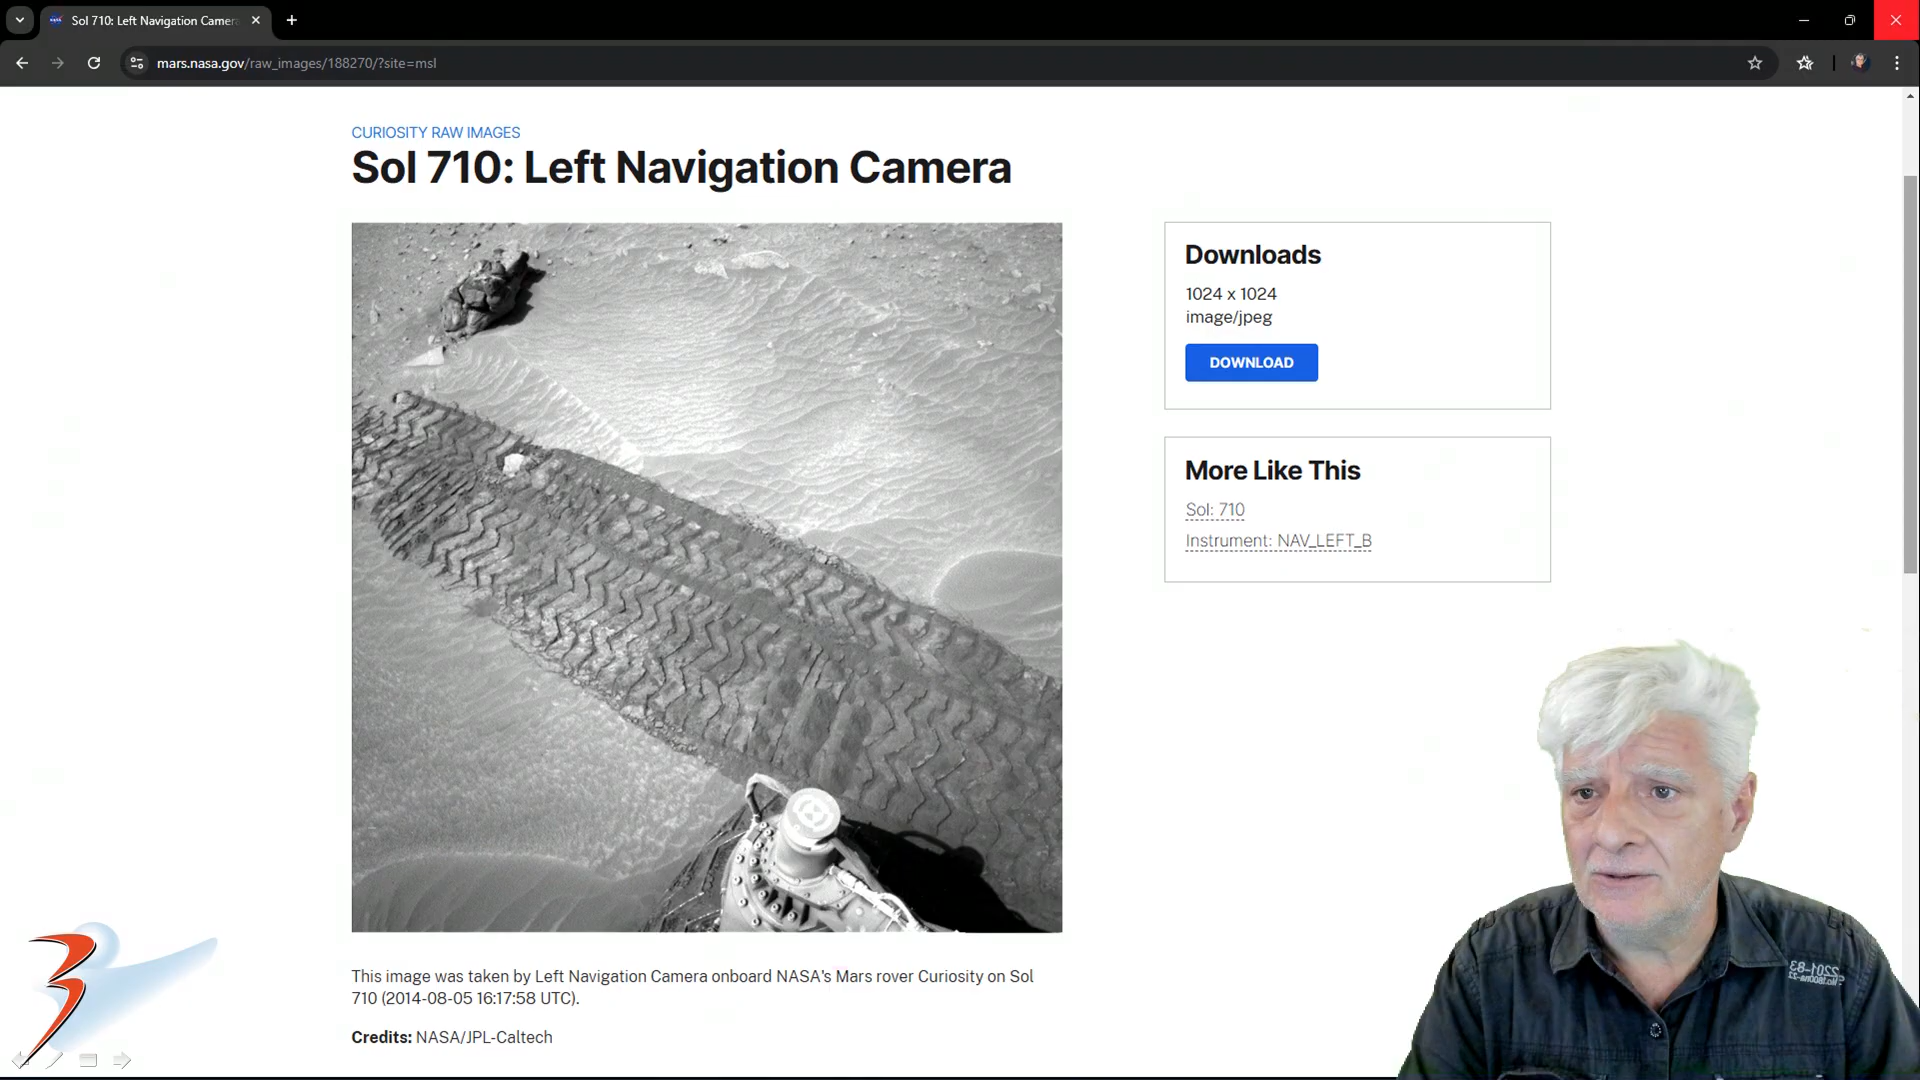 Sol 710: Left Navigation Camera
mars.nasa.gov/raw_images/188270/?site=msl
CURIOSITY RAW IMAGES
Sol 710: Left Navigation Camera
Downloads
1024 x 1024
image/jpeg
DOWNLOAD
More Like This
Sol: 710
Instrument: NAV_LEFT_B
This image was taken by Left Navigation Camera onboard NASA's Mars rover Curiosity on Sol
710 (2014-08-05 16:17:58 UTC).
Credits: NASA/JPL-Caltech
2201-83